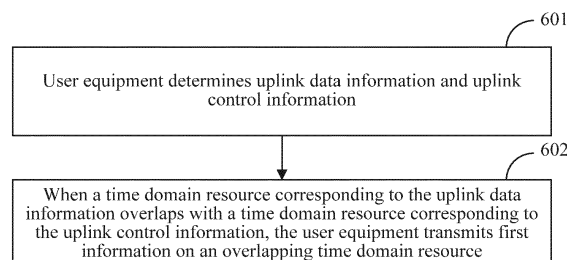 601
User equipment determines uplink data information and uplink
control information
602
When a time domain resource corresponding to the uplink data
information overlaps with a time domain resource corresponding to
the uplink control information, the user equipment transmits first
information on an overlapping time domain resource